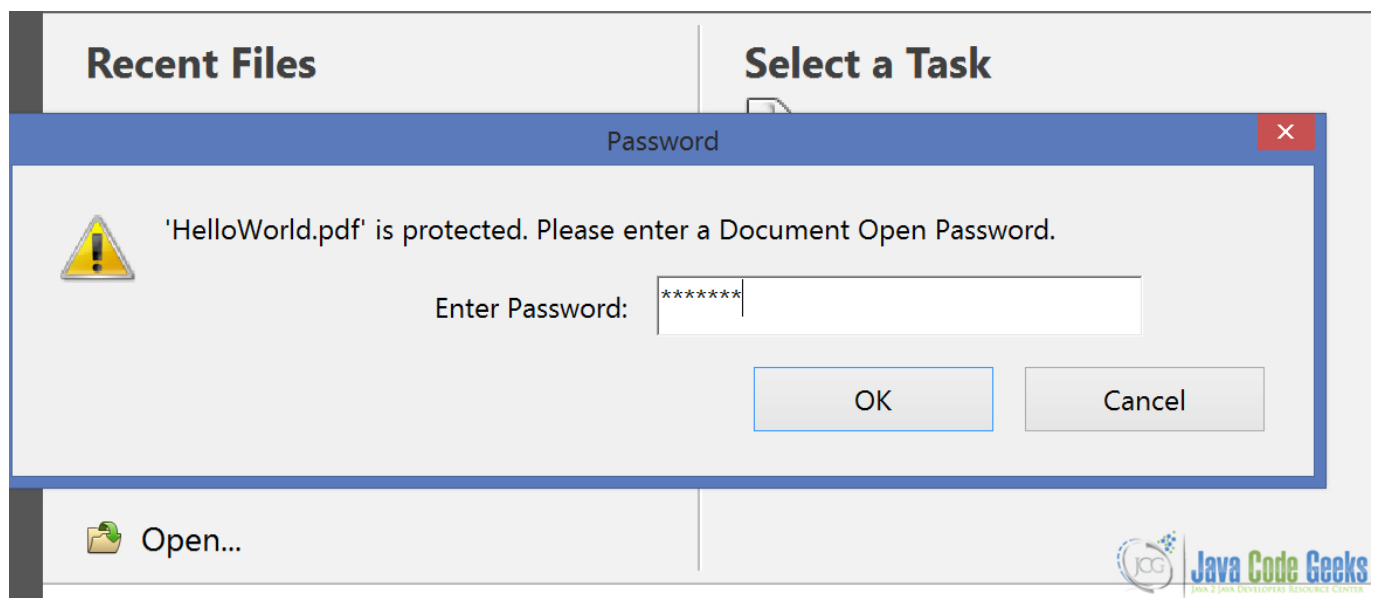 Recent Files
Select a Task
Password
'HelloWorld.pdf' is protected. Please enter a Document Open Password.
Enter Password: *******
OK
Cancel
Open...
JCG
Java Code Geeks
JAVA 2 JAVA DEVELOPERS RESOURCE CENTER